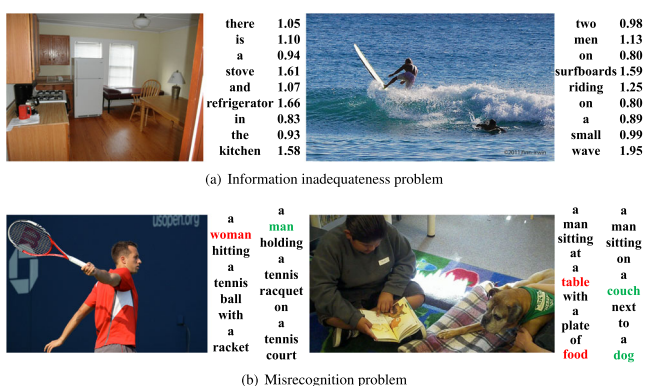 there 1.05
is 1.10
a 0.94
stove 1.61
and 1.07
refrigerator 1.66
in 0.83
the 0.93
kitchen 1.58
two 0.98
men 1.13
on 0.80
surfboards 1.59
riding 1.25
on 0.80
a 0.89
small 0.99
wave 1.95
(a) Information inadequateness problem
usopen.org
a
woman
hitting
a
tennis
ball
with
a
racket
a
man
holding
a
tennis
racquet
on
a
tennis
court
a
man
sitting
at
a
table
with
a
plate
of
food
a
man
sitting
on
a
couch
next
to
a
dog
(b) Misrecognition problem